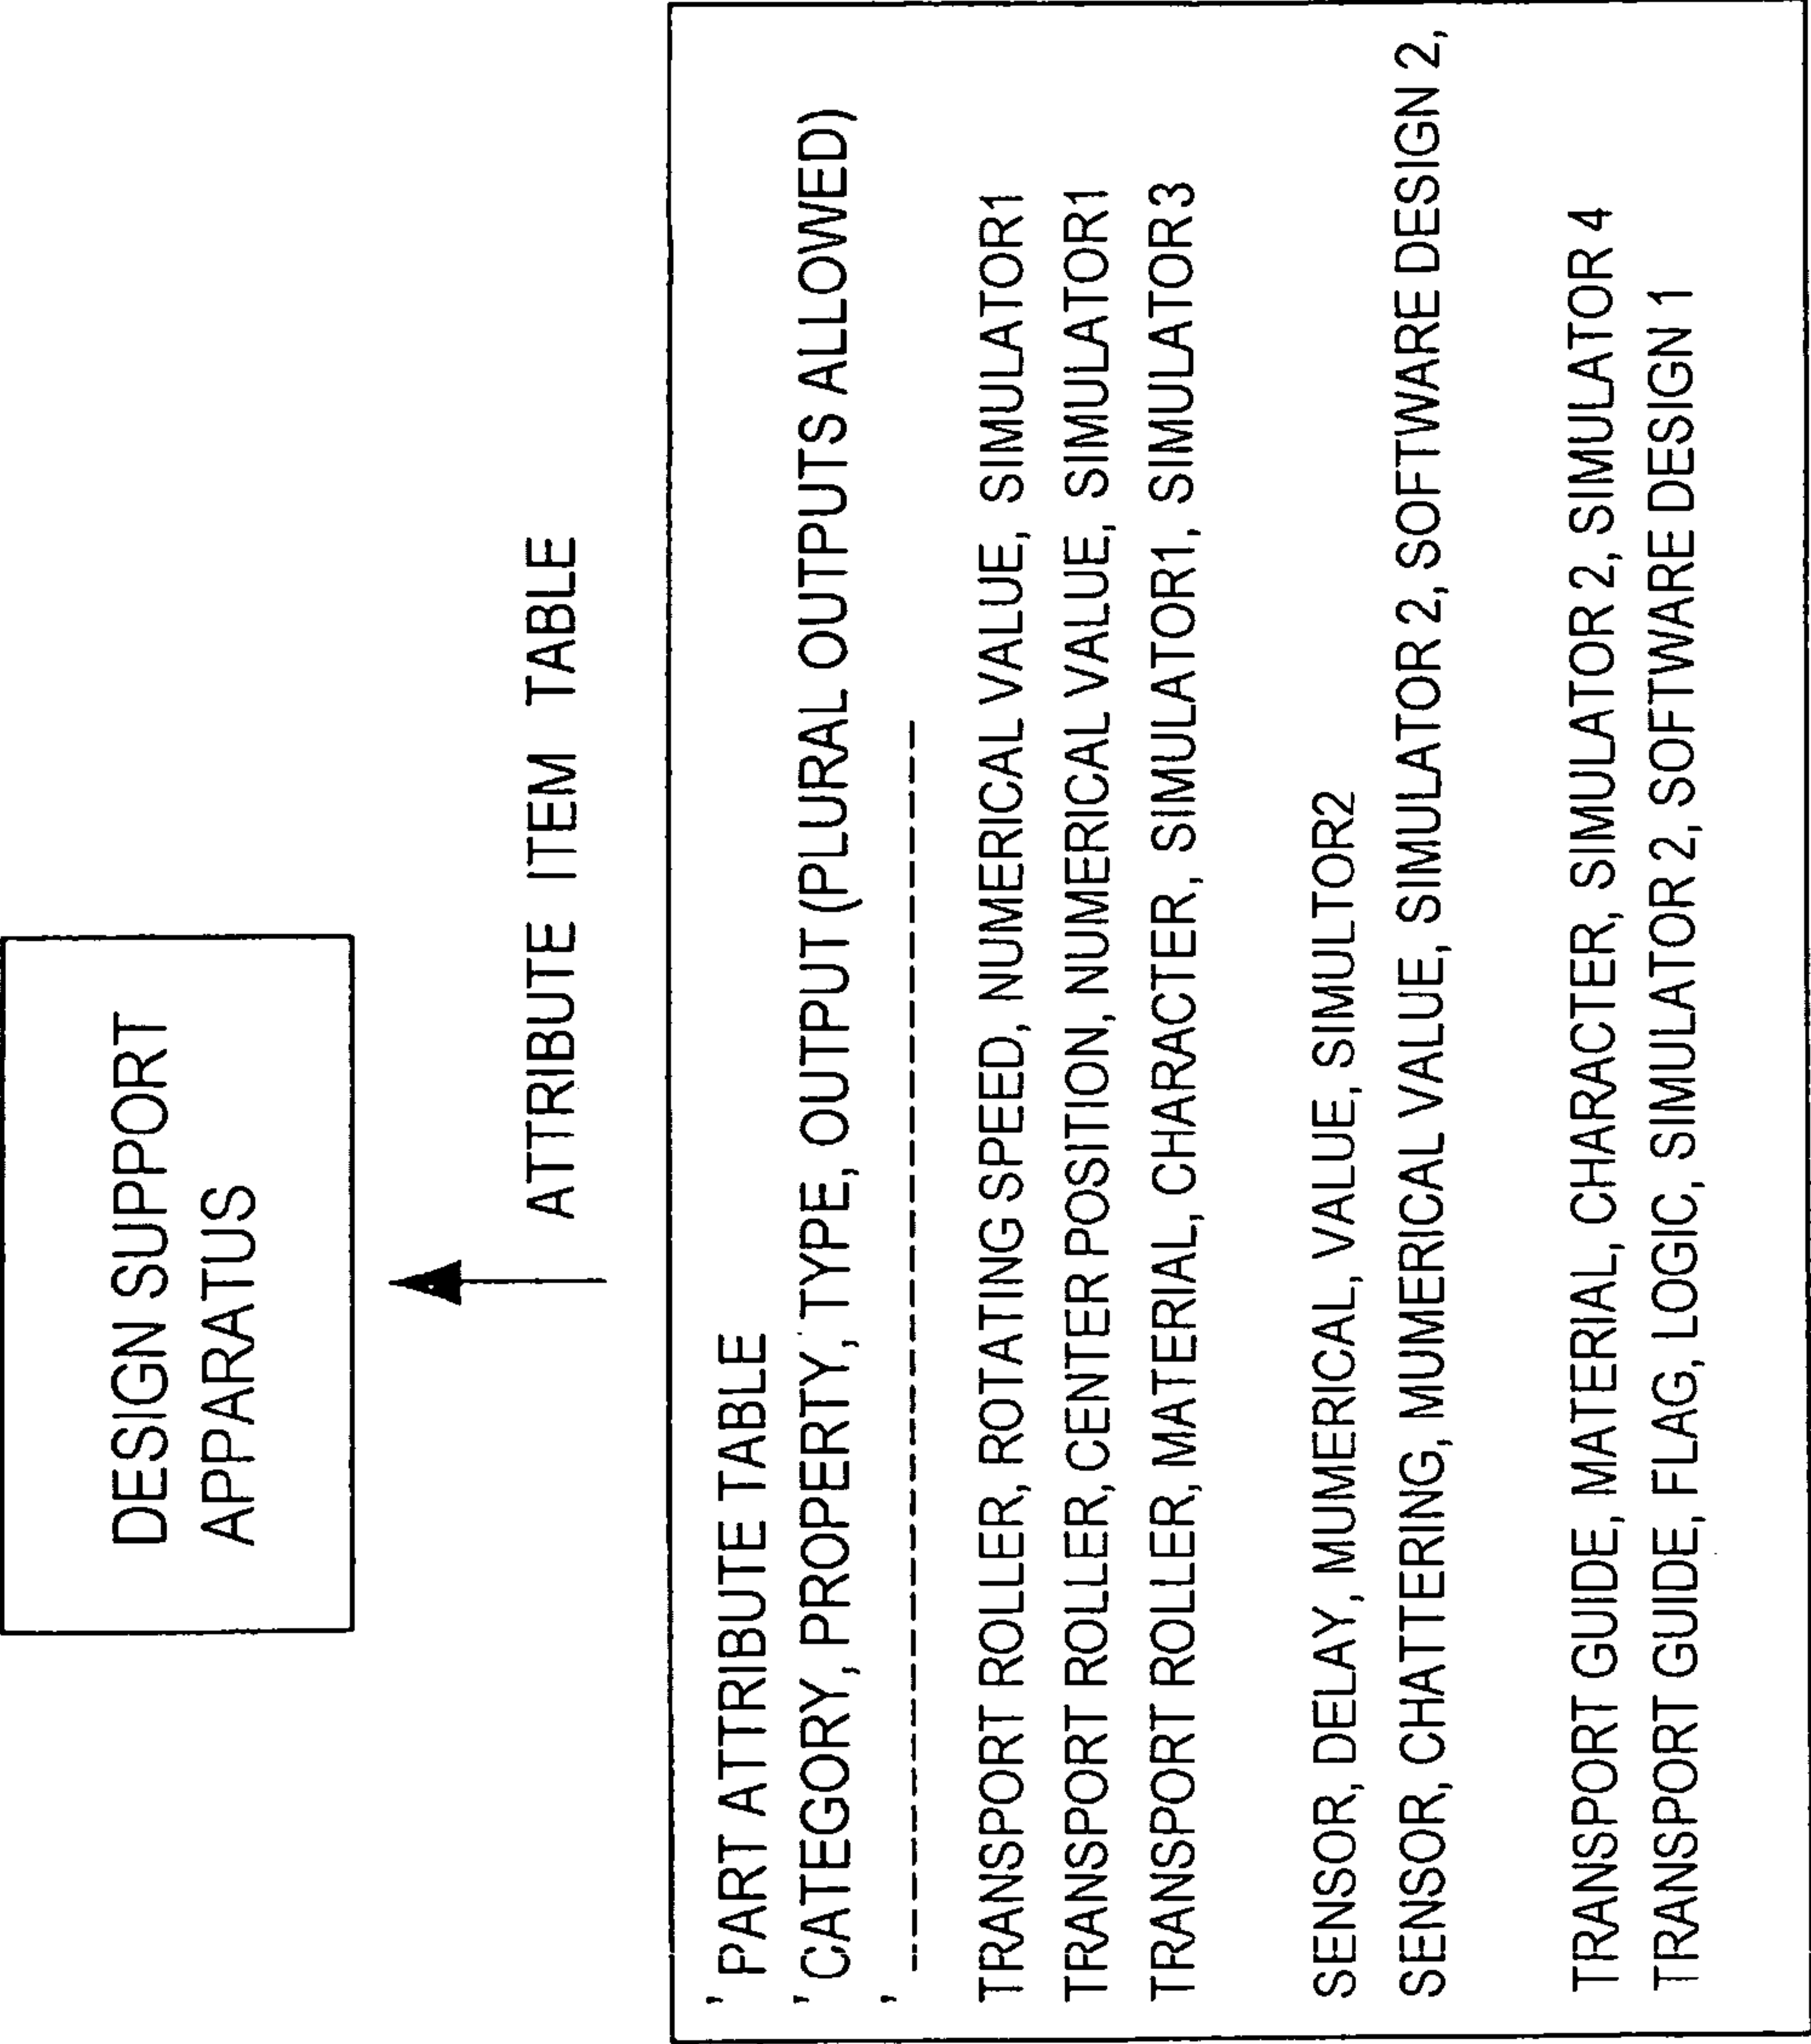 DESIGN SUPPORT
APPARATUS
ATTRIBUTE ITEM TABLE
'PART ATTRIBUTE TABLE
'CATEGORY, PROPERTY, TYPE, OUTPUT (PLURAL OUTPUTS ALLOWED)
'---------------------------------------------
TRANSPORT ROLLER, ROTATING SPEED, NUMERICAL VALUE, SIMULATOR1
TRANSPORT ROLLER, CENTER POSITION, NUMERICAL VALUE, SIMULATOR1
TRANSPORT ROLLER, MATERIAL, CHARACTER, SIMULATOR1, SIMULATOR3
SENSOR, DELAY, MUMERICAL, VALUE, SIMULTOR2
SENSOR, CHATTERING, MUMERICAL VALUE, SIMULATOR 2, SOFTWARE DESIGN 2,
TRANSPORT GUIDE, MATERIAL, CHARACTER, SIMULATOR 2, SIMULATOR 4
TRANSPORT GUIDE, FLAG, LOGIC, SIMULATOR 2, SOFTWARE DESIGN 1